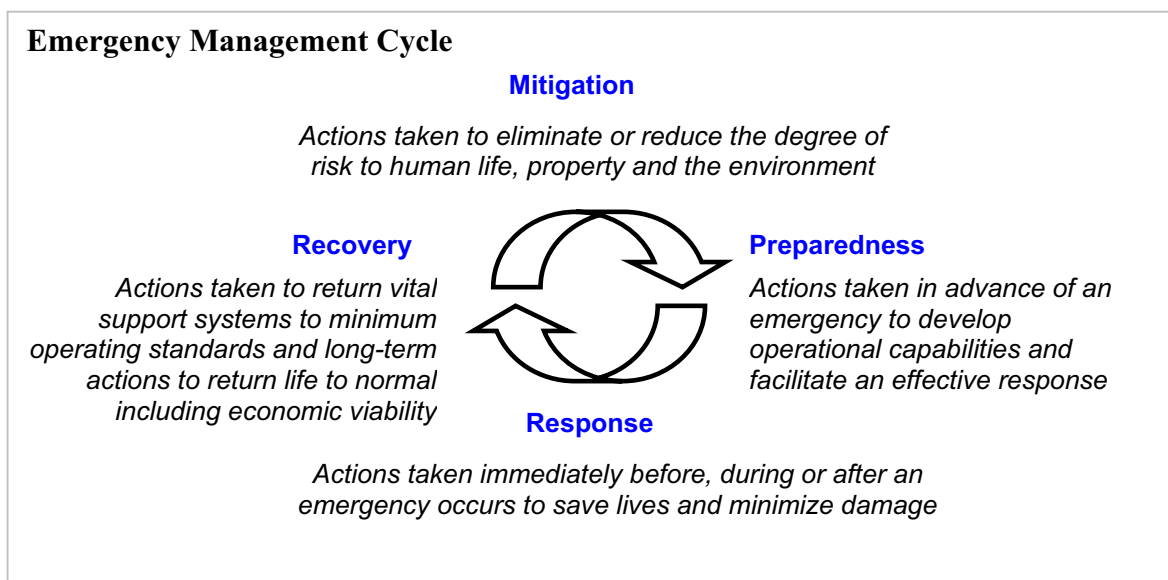 Emergency Management Cycle
Mitigation
Actions taken to eliminate or reduce the degree of
risk to human life, property and the environment
Recovery
Actions taken to return vital
support systems to minimum
operating standards and long-term
actions to return life to normal
including economic viability
Preparedness
Actions taken in advance of an
emergency to develop
operational capabilities and
facilitate an effective response
Response
Actions taken immediately before, during or after an
emergency occurs to save lives and minimize damage